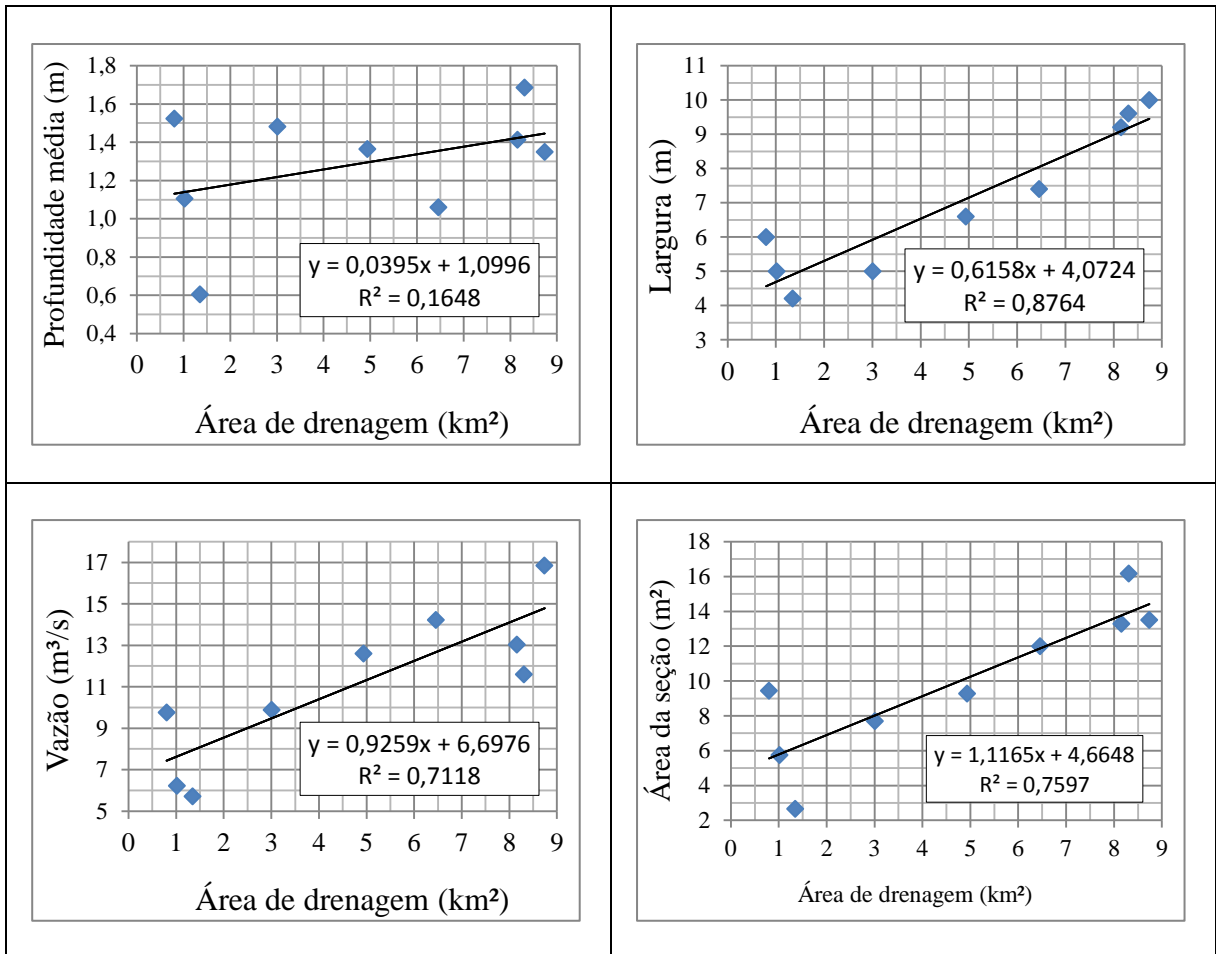 Profundidade média (m)
1,8
1,6
1,4
1,2
1,0
0,8
0,6
0,4
0 1 2 3 4 5 6 7 8 9
y = 0,0395x + 1,0996
R² = 0,1648
Área de drenagem (km²)
Largura (m)
11
10
9
8
7
6
5
4
3
0 1 2 3 4 5 6 7 8 9
y = 0,6158x + 4,0724
R² = 0,8764
Área de drenagem (km²)
Vazão (m³/s)
17
15
13
11
9
7
5
0 1 2 3 4 5 6 7 8 9
y = 0,9259x + 6,6976
R² = 0,7118
Área de drenagem (km²)
Área da seção (m²)
18
16
14
12
10
8
6
4
2
0 1 2 3 4 5 6 7 8 9
y = 1,1165x + 4,6648
R² = 0,7597
Área de drenagem (km²)